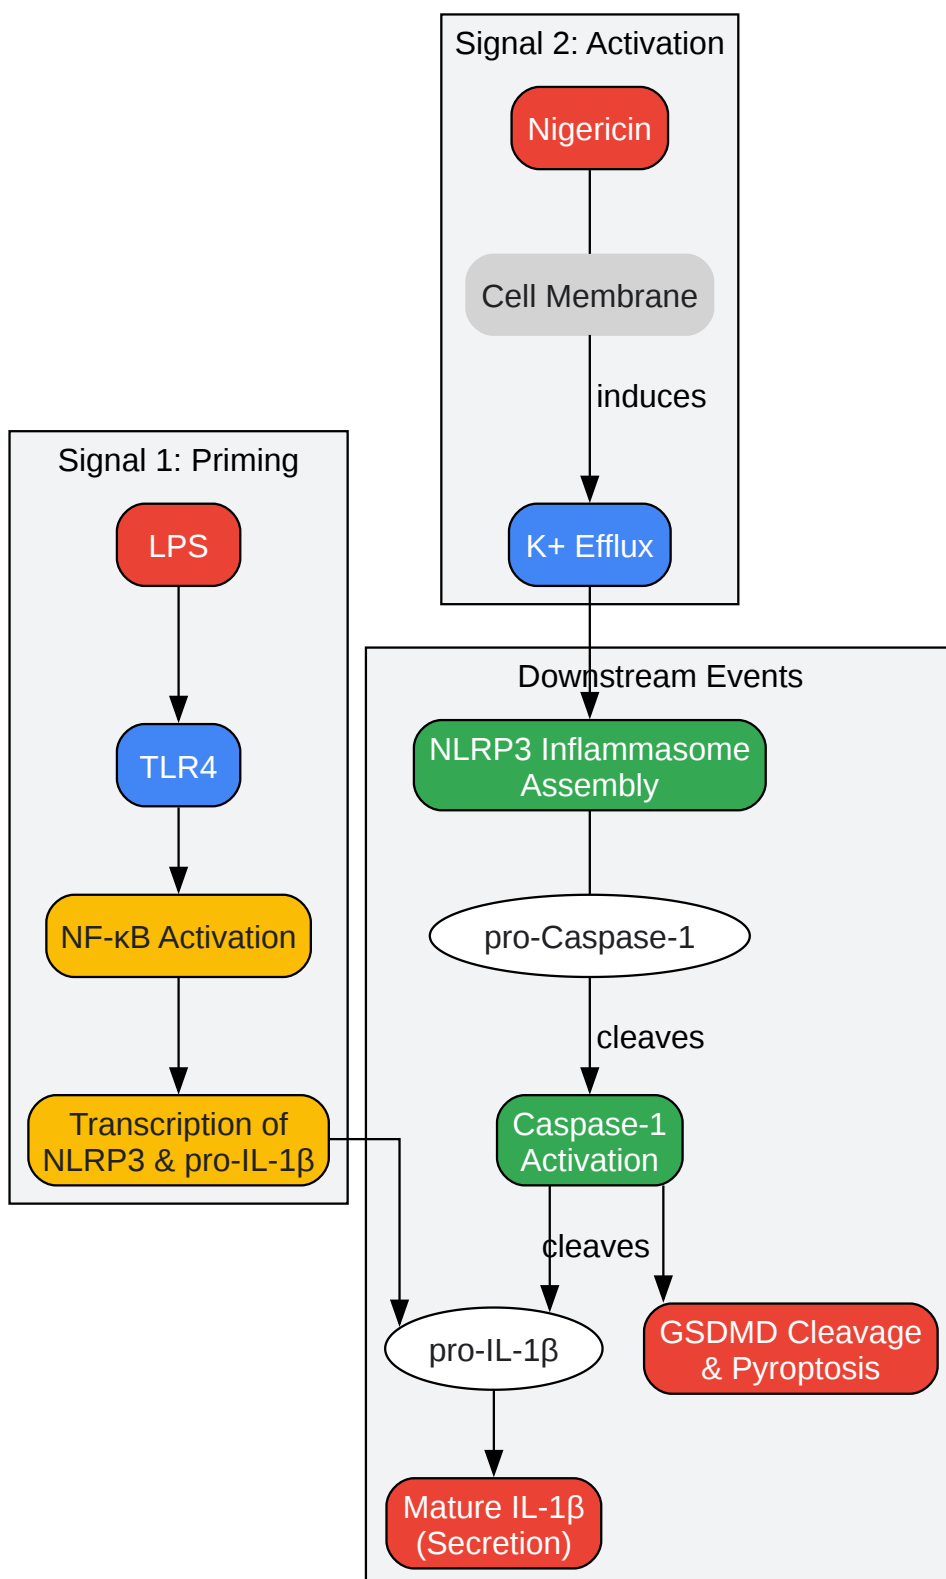 Signal 2: Activation
Nigericin
Cell Membrane
induces
K+ Efflux
Signal 1: Priming
LPS
TLR4
NF-κB Activation
Transcription of
NLRP3 & pro-IL-1β
Downstream Events
NLRP3 Inflammasome
Assembly
pro-Caspase-1
cleaves
Caspase-1
Activation
cleaves
pro-IL-1β
GSDMD Cleavage
& Pyroptosis
Mature IL-1β
(Secretion)